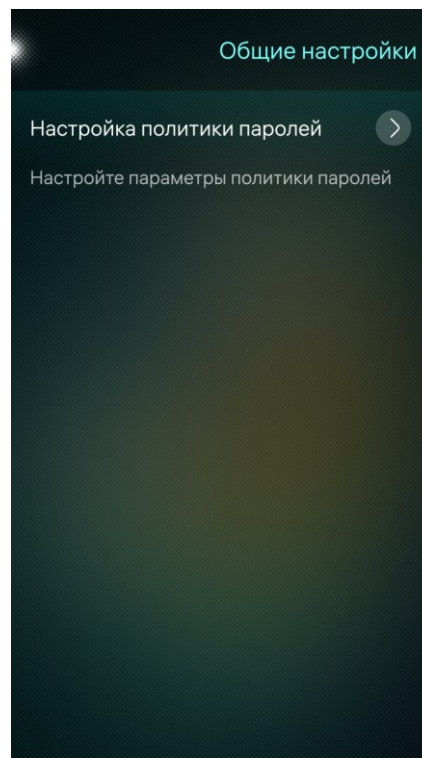 Общие настройки
Настройка политики паролей
Настройте параметры политики паролей